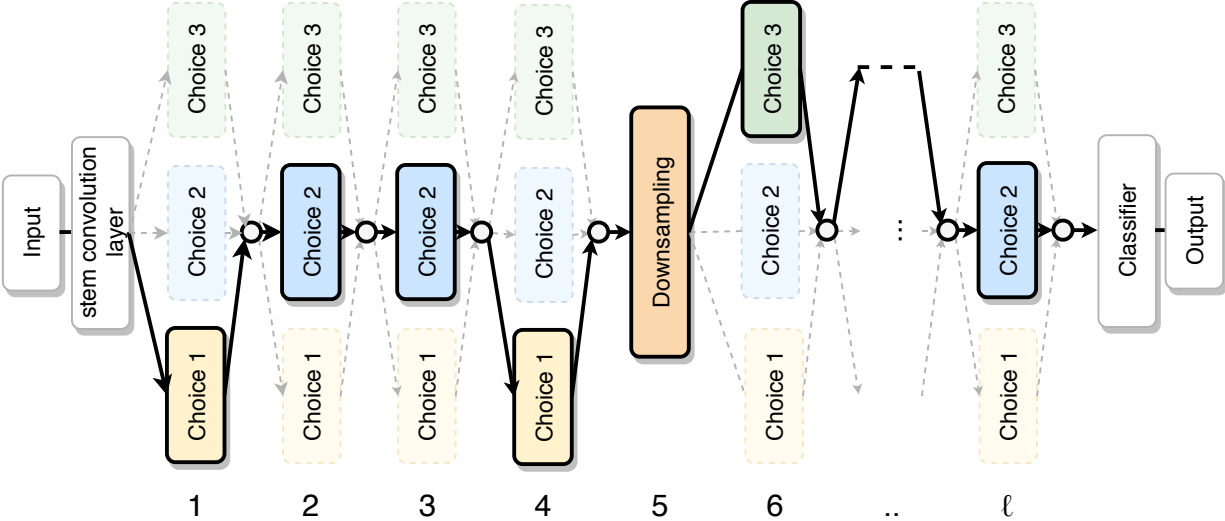 Input
stem convolution
layer
Choice 3
Choice 2
Choice 1
Choice 3
Choice 2
Choice 1
Choice 3
Choice 2
Choice 1
Choice 3
Choice 2
Choice 1
Downsampling
Choice 3
Choice 2
Choice 1
...
Choice 3
Choice 2
Choice 1
Classifier
Output
1 2 3 4 5 6 .. ℓ